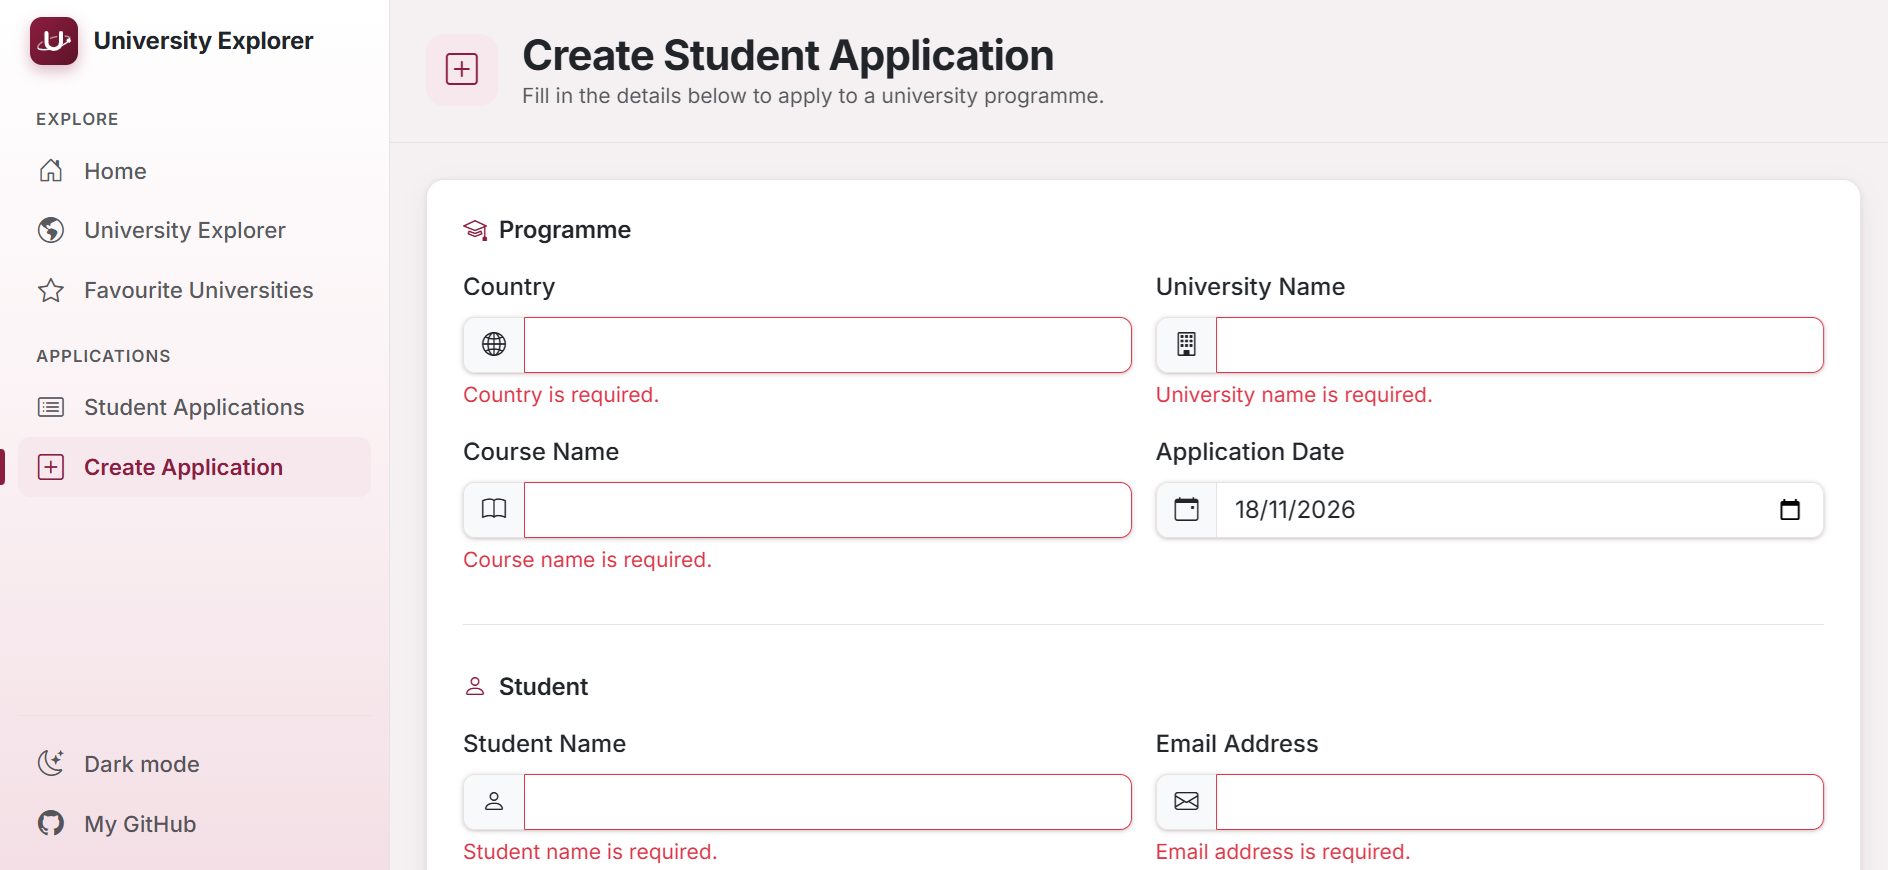 University Explorer
EXPLORE
Home
University Explorer
Favourite Universities
APPLICATIONS
Student Applications
Create Application
Dark mode
My GitHub
Create Student Application
Fill in the details below to apply to a university programme.
Programme
Country
University Name
Country is required.
University name is required.
Course Name
Application Date
18/11/2026
Course name is required.
Student
Student Name
Email Address
Student name is required.
Email address is required.